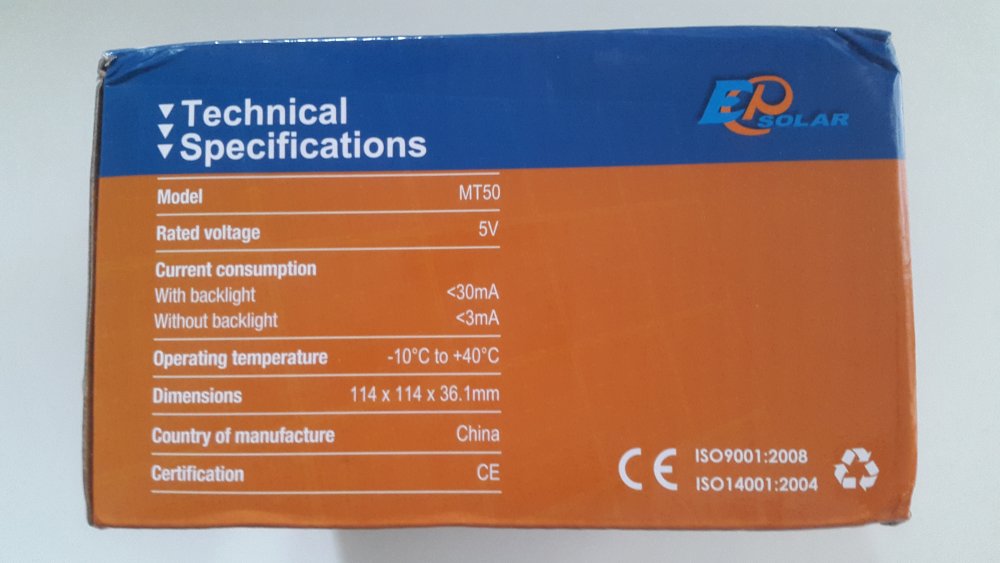 Technical
Specifications
EP SOLAR
Model MT50
Rated voltage 5V
Current consumption
With backlight <30mA
Without backlight <3mA
Operating temperature -10°C to +40°C
Dimensions 114 x 114 x 36.1mm
Country of manufacture China
Certification CE
CE ISO9001:2008
ISO14001:2004